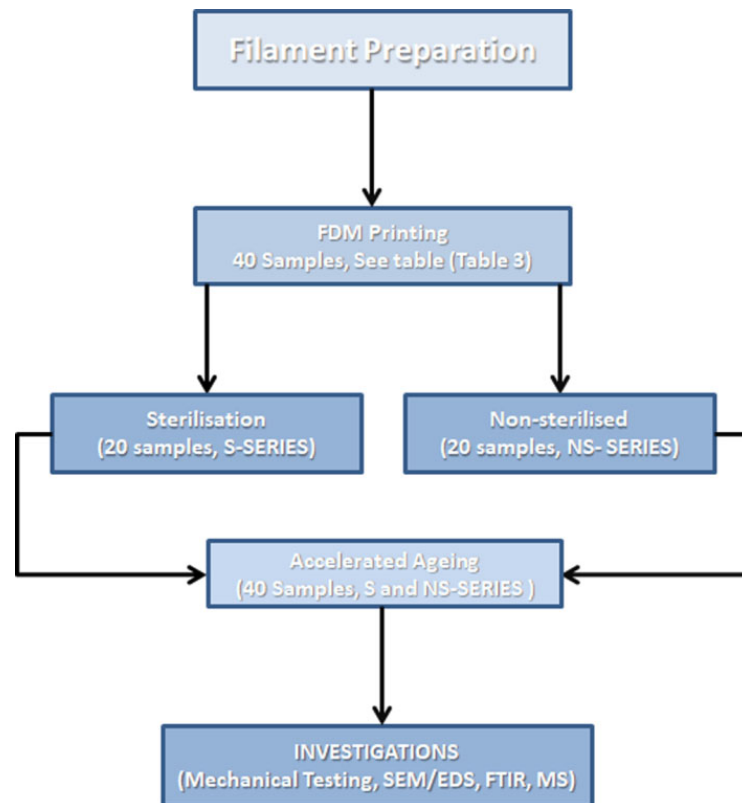 Filament Preparation
FDM Printing
40 Samples, See table (Table 3)
Sterilisation
(20 samples, S-SERIES)
Non-sterilised
(20 samples, NS- SERIES)
Accelerated Ageing
(40 Samples, S and NS-SERIES )
INVESTIGATIONS
(Mechanical Testing, SEM/EDS, FTIR, MS)